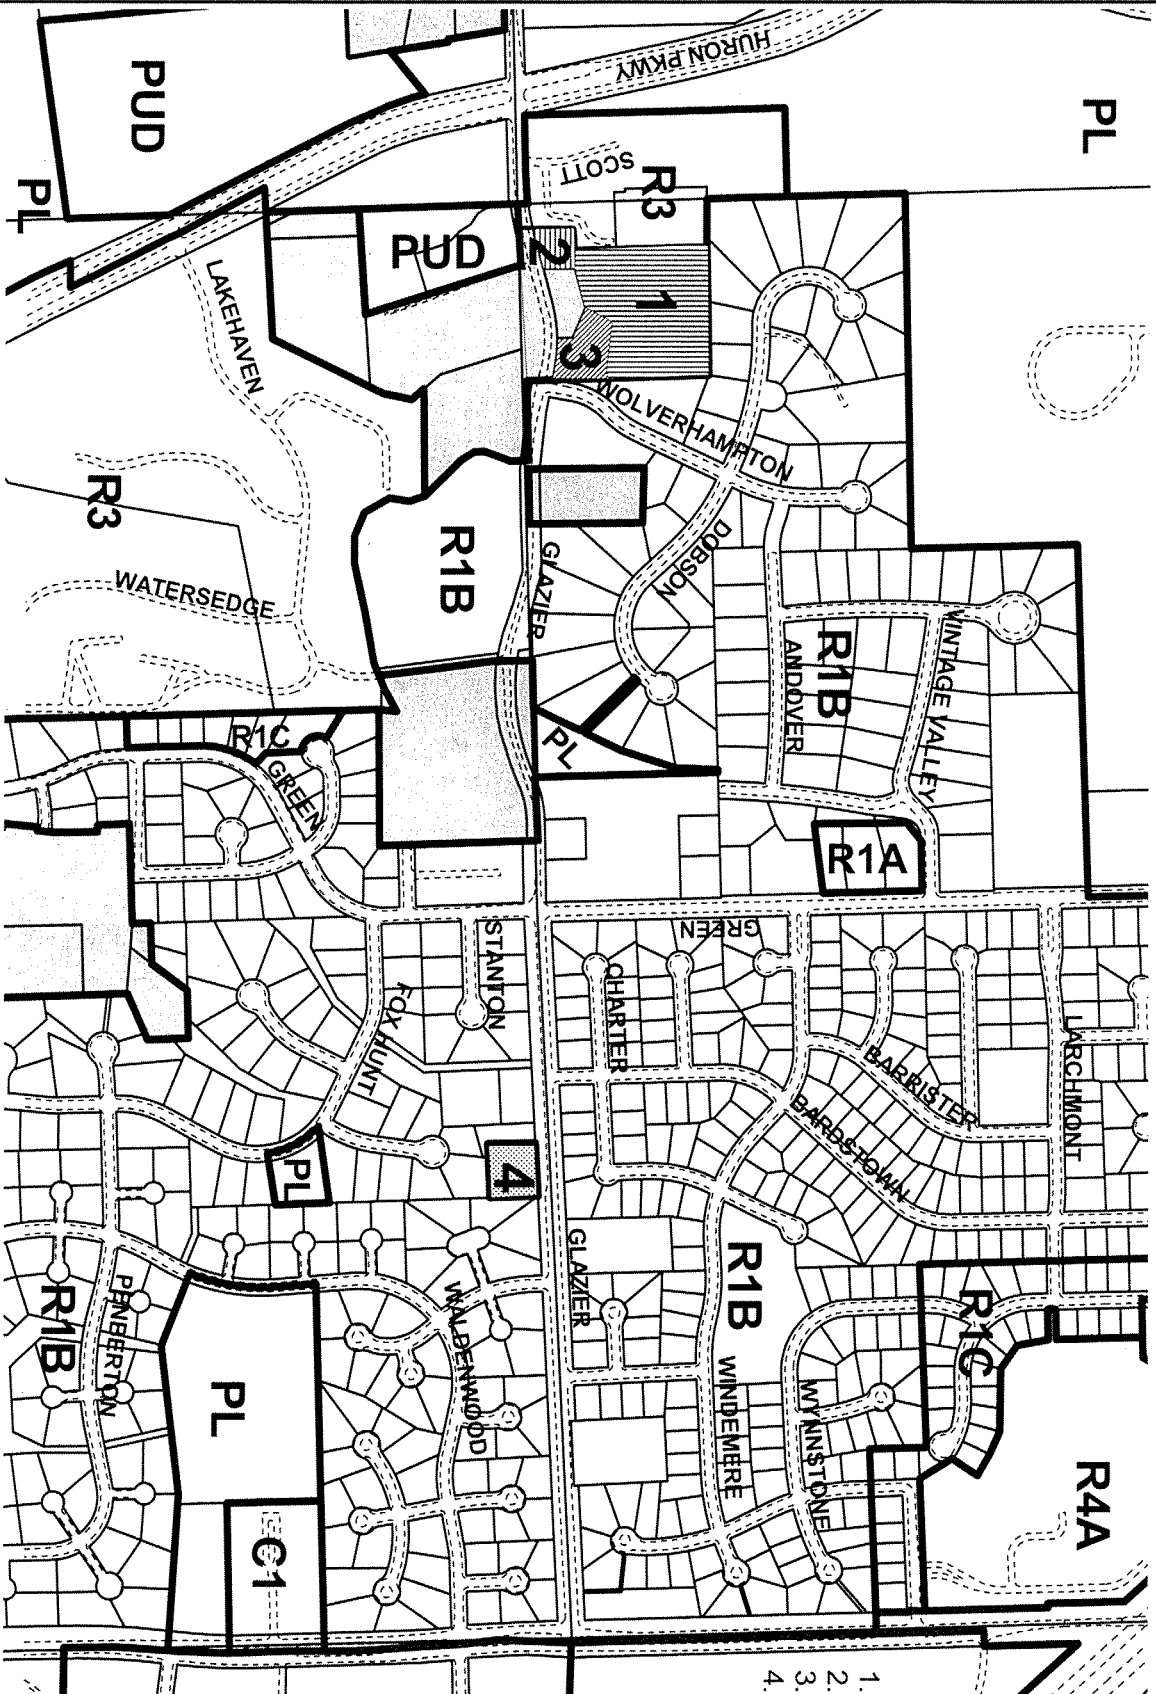 HURON PKWY
PL
PUD
PL
SCOTT
R3
PUD
2
1
3
LAKEHAVEN
WOLVERHAMPTON
R3
R1B
GLAZIER
DOBSON
WATERSEDGE
R1B
ANDOVER
VINTAGE VALLEY
PL
R1C
GREEN
R1A
GREEN
STANTON
CHARTER
FOX HUNT
LARCHMONT
BARRISTER
BARDSTOWN
4
PL
GLAZIER
R1B
R1C
WALDENWOOD
PENBERTON
R1B
PL
WINDEMERE
WYNNSTONE
R4A
C1
1.
2.
3.
4.